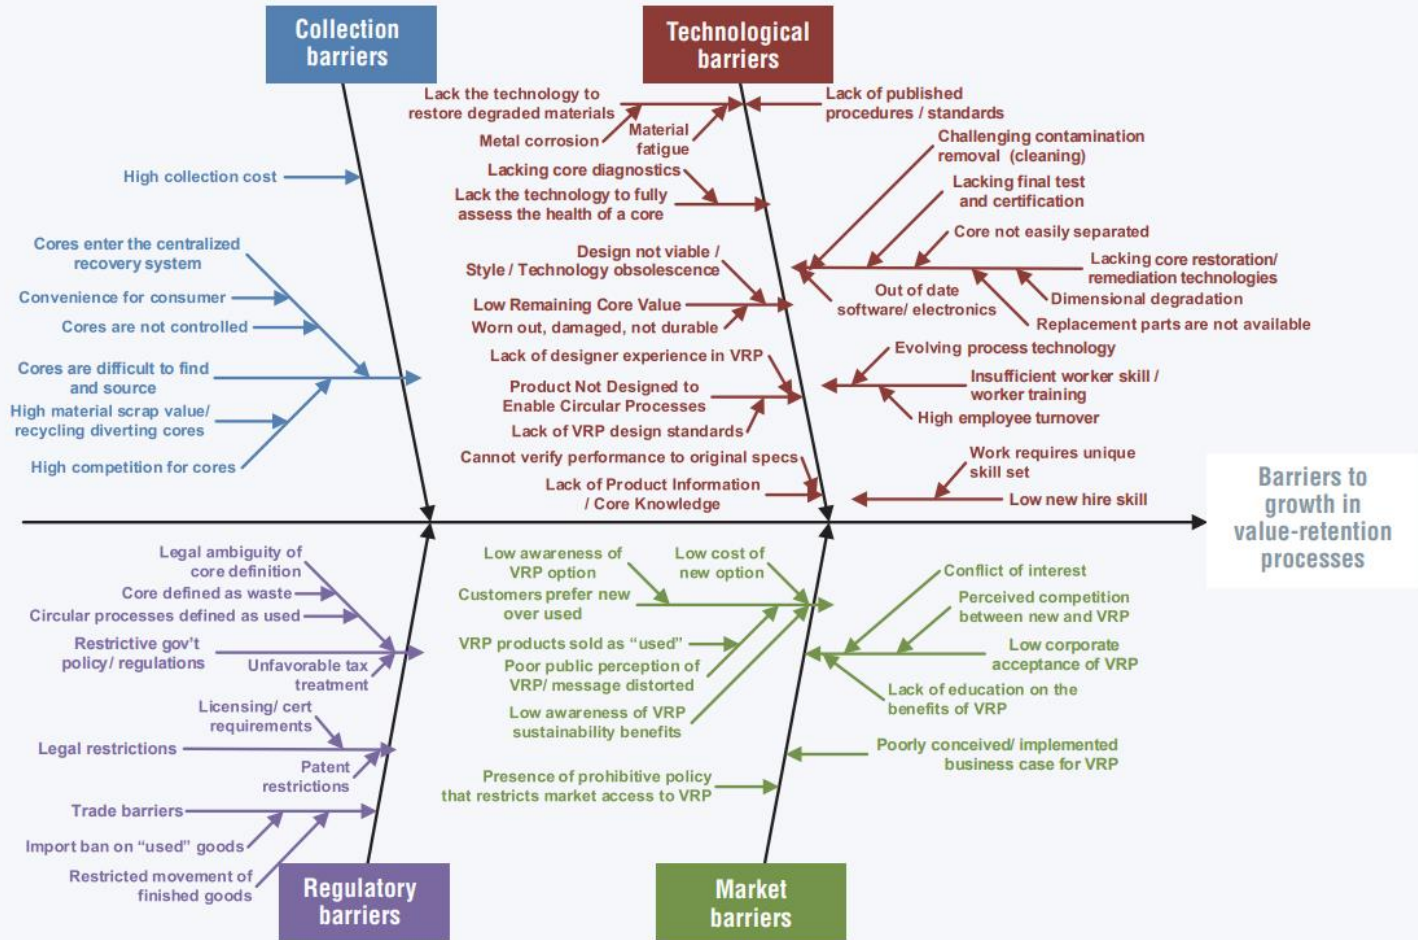 Collection
barriers
High collection cost
Cores enter the centralized
recovery system
Convenience for consumer
Cores are not controlled
Cores are difficult to find
and source
High material scrap value/
recycling diverting cores
High competition for cores
Technological
barriers
Lack the technology to
restore degraded materials
Metal corrosion
Material
fatigue
Lacking core diagnostics
Lack the technology to fully
assess the health of a core
Design not viable /
Style / Technology obsolescence
Low Remaining Core Value
Worn out, damaged, not durable
Lack of designer experience in VRP
Product Not Designed to
Enable Circular Processes
Lack of VRP design standards
Cannot verify performance to original specs
Lack of Product Information
/ Core Knowledge
Lack of published
procedures / standards
Challenging contamination
removal (cleaning)
Lacking final test
and certification
Core not easily separated
Lacking core restoration/
remediation technologies
Out of date
software/ electronics
Dimensional degradation
Replacement parts are not available
Evolving process technology
Insufficient worker skill /
worker training
High employee turnover
Work requires unique
skill set
Low new hire skill
Barriers to
growth in
value-retention
processes
Legal ambiguity of
core definition
Core defined as waste
Circular processes defined as used
Restrictive gov't
policy/ regulations
Unfavorable tax
treatment
Licensing/ cert
requirements
Legal restrictions
Patent
restrictions
Trade barriers
Import ban on “used” goods
Restricted movement of
finished goods
Regulatory
barriers
Low awareness of
VRP option
Low cost of
new option
Customers prefer new
over used
VRP products sold as “used”
Poor public perception of
VRP/ message distorted
Low awareness of VRP
sustainability benefits
Presence of prohibitive policy
that restricts market access to VRP
Conflict of interest
Perceived competition
between new and VRP
Low corporate
acceptance of VRP
Lack of education on the
benefits of VRP
Poorly conceived/ implemented
business case for VRP
Market
barriers